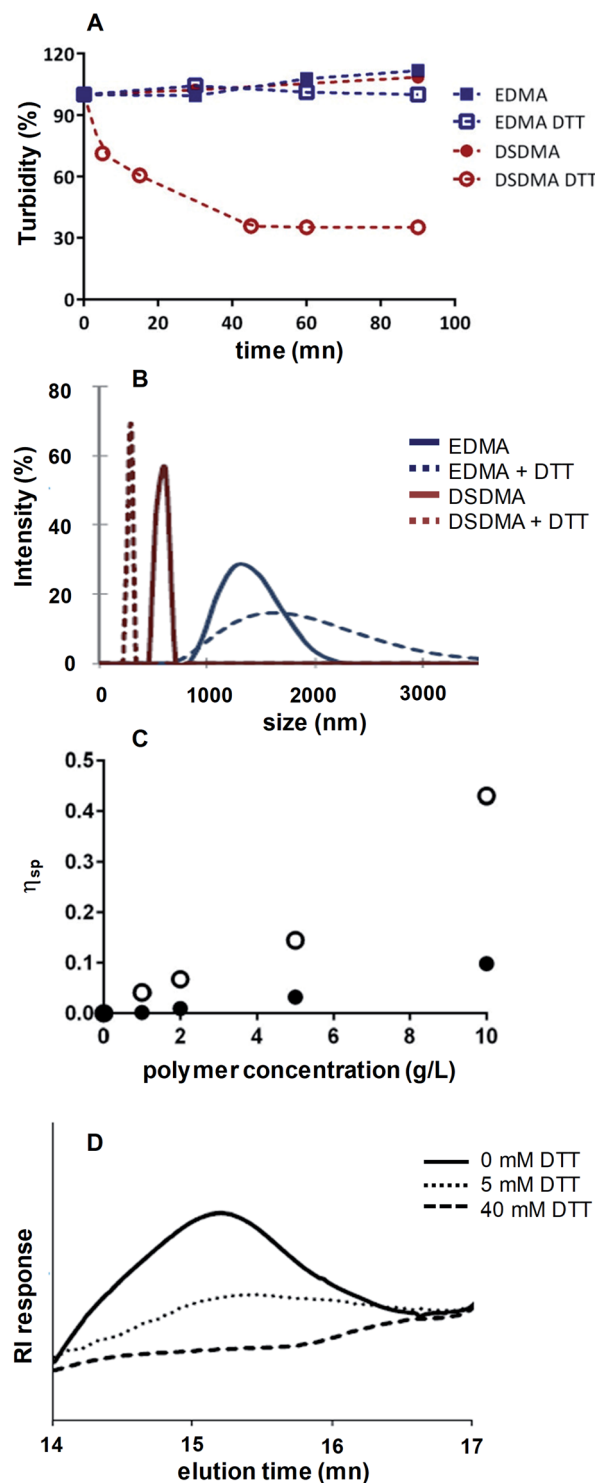 A
Turbidity (%)
120
90
60
30
0
0 20 40 60 80 100
time (mn)
EDMA
EDMA DTT
DSDMA
DSDMA DTT
B
Intensity (%)
80
60
40
20
0
0 1000 2000 3000
size (nm)
EDMA
EDMA + DTT
DSDMA
DSDMA + DTT
C
ηsp
0.5
0.4
0.3
0.2
0.1
0.0
0 2 4 6 8 10
polymer concentration (g/L)
D
RI response
0 mM DTT
5 mM DTT
40 mM DTT
14 15 16 17
elution time (mn)